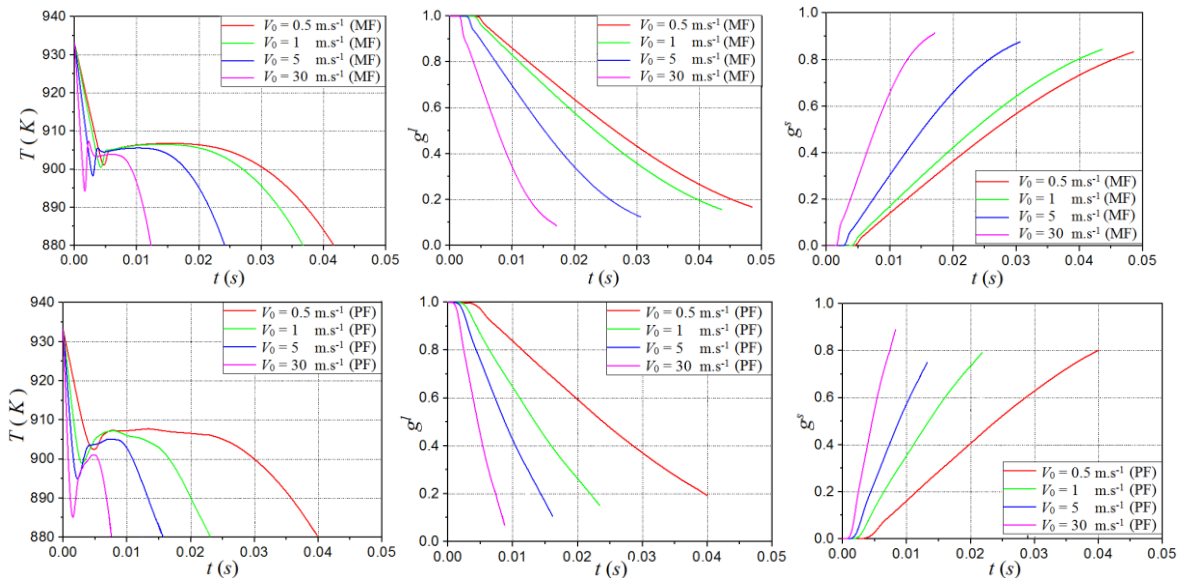 940
930
920
910
900
890
880
T (K)
V₀ = 0.5 m.s⁻¹ (MF)
V₀ = 1 m.s⁻¹ (MF)
V₀ = 5 m.s⁻¹ (MF)
V₀ = 30 m.s⁻¹ (MF)
0.00 0.01 0.02 0.03 0.04 0.05
t (s)
1.0
0.8
0.6
0.4
0.2
0.0
gˡ
V₀ = 0.5 m.s⁻¹ (MF)
V₀ = 1 m.s⁻¹ (MF)
V₀ = 5 m.s⁻¹ (MF)
V₀ = 30 m.s⁻¹ (MF)
0.00 0.01 0.02 0.03 0.04 0.05
t (s)
1.0
0.8
0.6
0.4
0.2
0.0
gˢ
V₀ = 0.5 m.s⁻¹ (MF)
V₀ = 1 m.s⁻¹ (MF)
V₀ = 5 m.s⁻¹ (MF)
V₀ = 30 m.s⁻¹ (MF)
0.00 0.01 0.02 0.03 0.04 0.05
t (s)
940
930
920
910
900
890
880
T (K)
V₀ = 0.5 m.s⁻¹ (PF)
V₀ = 1 m.s⁻¹ (PF)
V₀ = 5 m.s⁻¹ (PF)
V₀ = 30 m.s⁻¹ (PF)
0.00 0.01 0.02 0.03 0.04 0.05
t (s)
1.0
0.8
0.6
0.4
0.2
0.0
gˡ
V₀ = 0.5 m.s⁻¹ (PF)
V₀ = 1 m.s⁻¹ (PF)
V₀ = 5 m.s⁻¹ (PF)
V₀ = 30 m.s⁻¹ (PF)
0.00 0.01 0.02 0.03 0.04 0.05
t (s)
1.0
0.8
0.6
0.4
0.2
0.0
gˢ
V₀ = 0.5 m.s⁻¹ (PF)
V₀ = 1 m.s⁻¹ (PF)
V₀ = 5 m.s⁻¹ (PF)
V₀ = 30 m.s⁻¹ (PF)
0.00 0.01 0.02 0.03 0.04 0.05
t (s)